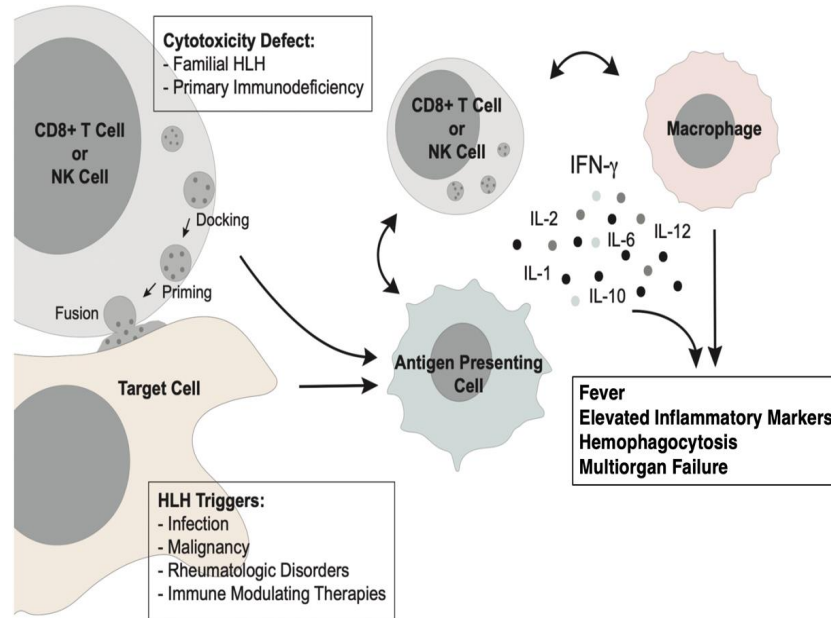 Cytotoxicity Defect:
- Familial HLH
- Primary Immunodeficiency
CD8+ T Cell
or
NK Cell
Docking
Priming
Fusion
Target Cell
HLH Triggers:
- Infection
- Malignancy
- Rheumatologic Disorders
- Immune Modulating Therapies
CD8+ T Cell
or
NK Cell
Antigen Presenting
Cell
Macrophage
IFN-γ
IL-2
IL-6
IL-12
IL-1
IL-10
Fever
Elevated Inflammatory Markers
Hemophagocytosis
Multiorgan Failure